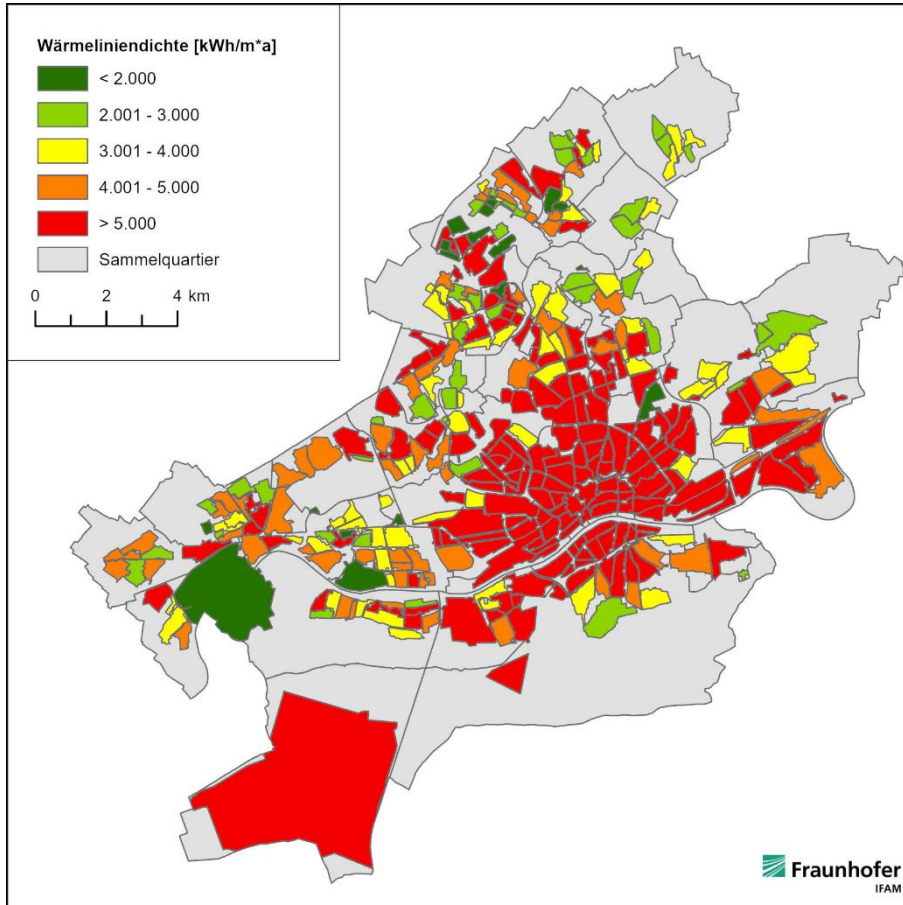 Wärmeliniendichte [kWh/m*a]
< 2.000
2.001 - 3.000
3.001 - 4.000
4.001 - 5.000
> 5.000
Sammelquartier
0 2 4 km
Fraunhofer
IFAM